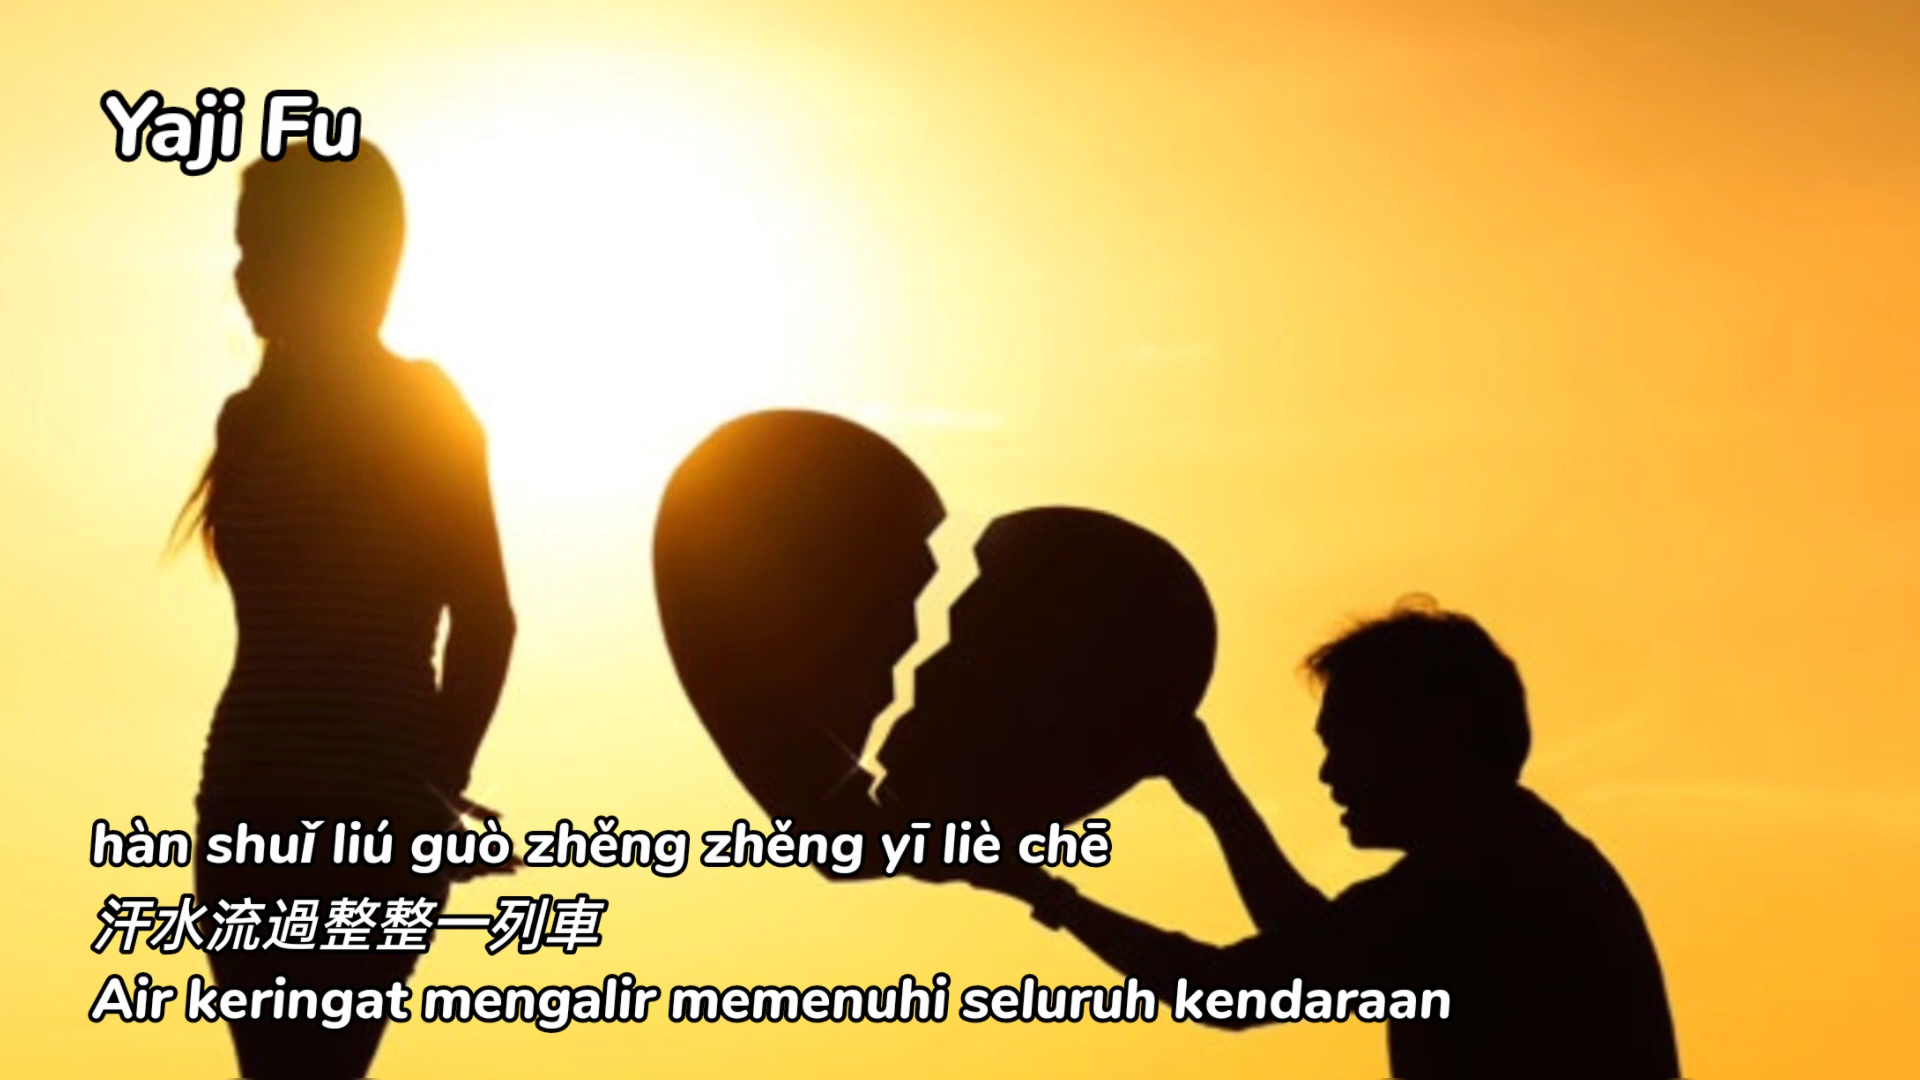 Yaji Fu
hàn shuǐ liú guò zhěng zhěng yī liè chē
汗水流過整整一列車
Air keringat mengalir memenuhi seluruh kendaraan